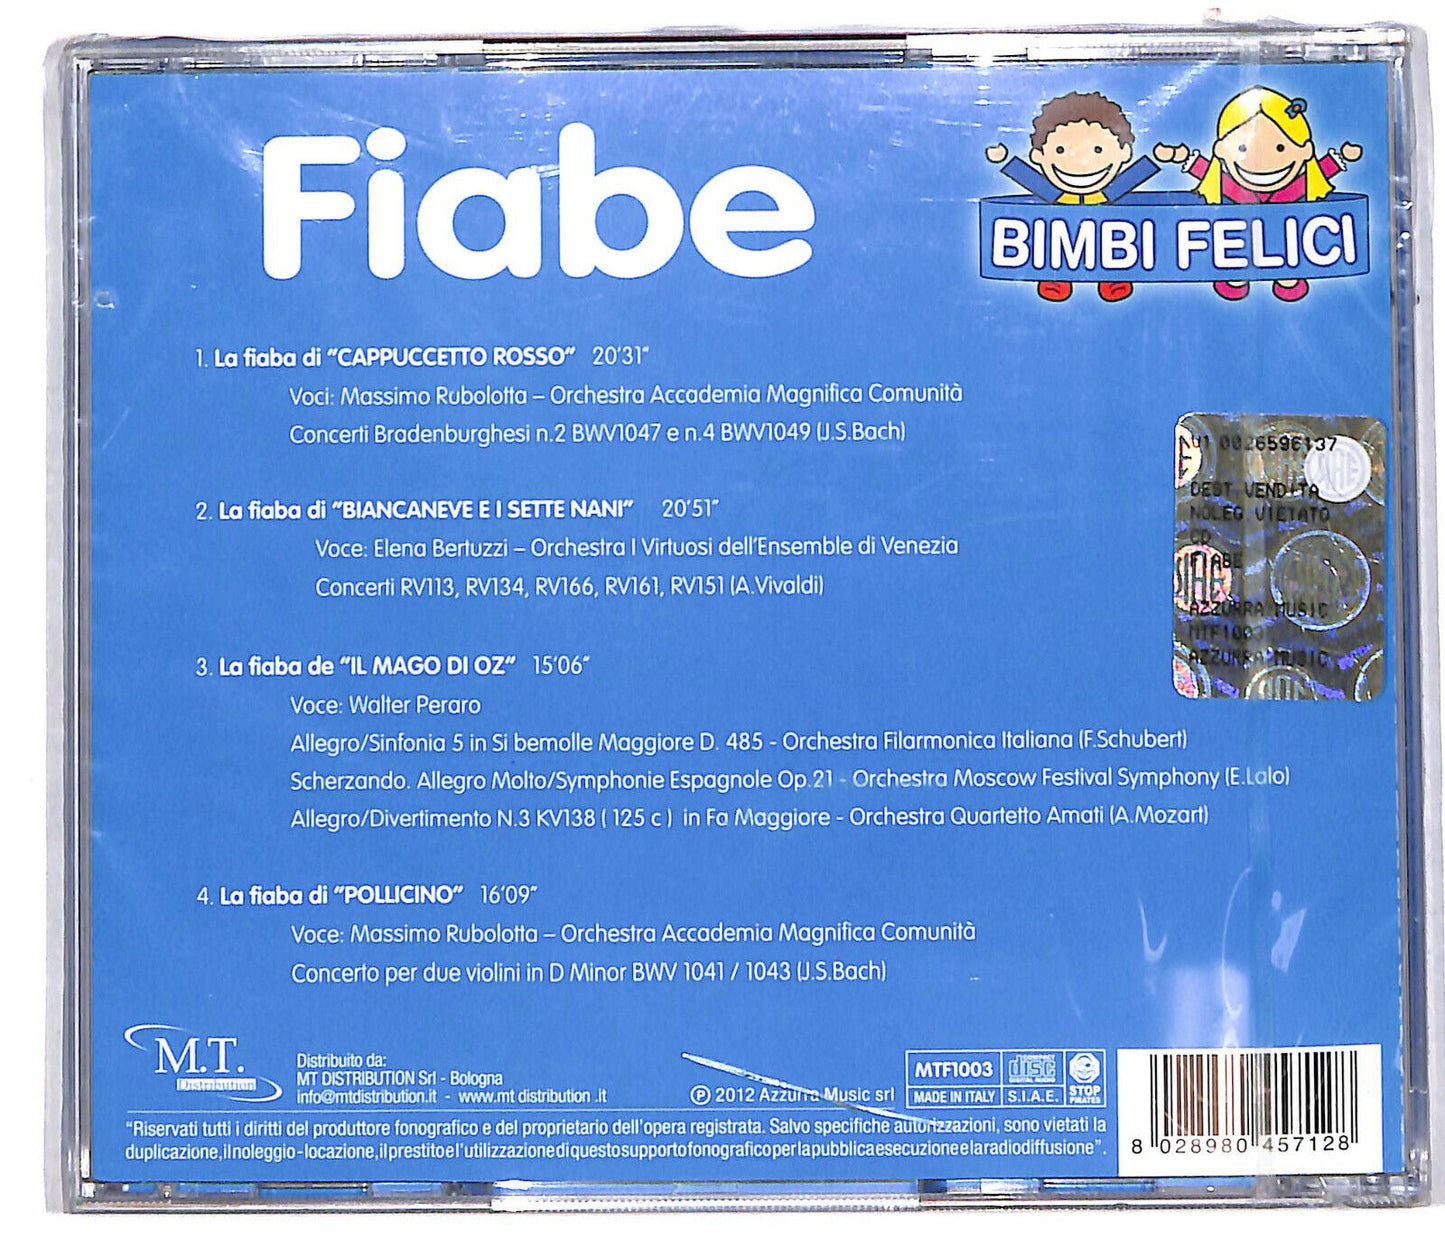 Fiabe
BIMBI FELICI
1. La fiaba di "CAPPUCCETTO ROSSO" 20'31"
Voci: Massimo Rubolotta – Orchestra Accademia Magnifica Comunità
Concerti Bradenburghesi n.2 BWV1047 e n.4 BWV1049 (J.S.Bach)
2. La fiaba di "BIANCANEVE E I SETTE NANI" 20'51"
Voce: Elena Bertuzzi – Orchestra I Virtuosi dell'Ensemble di Venezia
Concerti RV113, RV134, RV166, RV161, RV151 (A.Vivaldi)
3. La fiaba de "IL MAGO DI OZ" 15'06"
Voce: Walter Peraro
Allegro/Sinfonia 5 in Si bemolle Maggiore D. 485 - Orchestra Filarmonica Italiana (F.Schubert)
Scherzando. Allegro Molto/Symphonie Espagnole Op.21 - Orchestra Moscow Festival Symphony (E.Lalo)
Allegro/Divertimento N.3 KV138 ( 125 c ) in Fa Maggiore - Orchestra Quartetto Amati (A.Mozart)
4. La fiaba di "POLLICINO" 16'09"
Voce: Massimo Rubolotta – Orchestra Accademia Magnifica Comunità
Concerto per due violini in D Minor BWV 1041 / 1043 (J.S.Bach)
V1 0026596137
DEST.VENDITA
NOLEG.VIETATO
CD
FIABE
AZZURRA MUSIC
MTF1003
AZZURRA MUSIC
M.T.
Distribution
Distribuito da:
MT DISTRIBUTION Srl - Bologna
info@mtdistribution.it - www.mt distribution .it
℗ 2012 Azzurra Music srl
MTF1003
MADE IN ITALY
COMPACT
disc
DIGITAL AUDIO
S.I.A.E.
STOP
PIRATES
"Riservati tutti i diritti del produttore fonografico e del proprietario dell'opera registrata. Salvo specifiche autorizzazioni, sono vietati la
duplicazione, il noleggio-locazione, il prestito e l'utilizzazione di questo supporto fonografico per la pubblica esecuzione e la radiodiffusione".
8 028980 457128